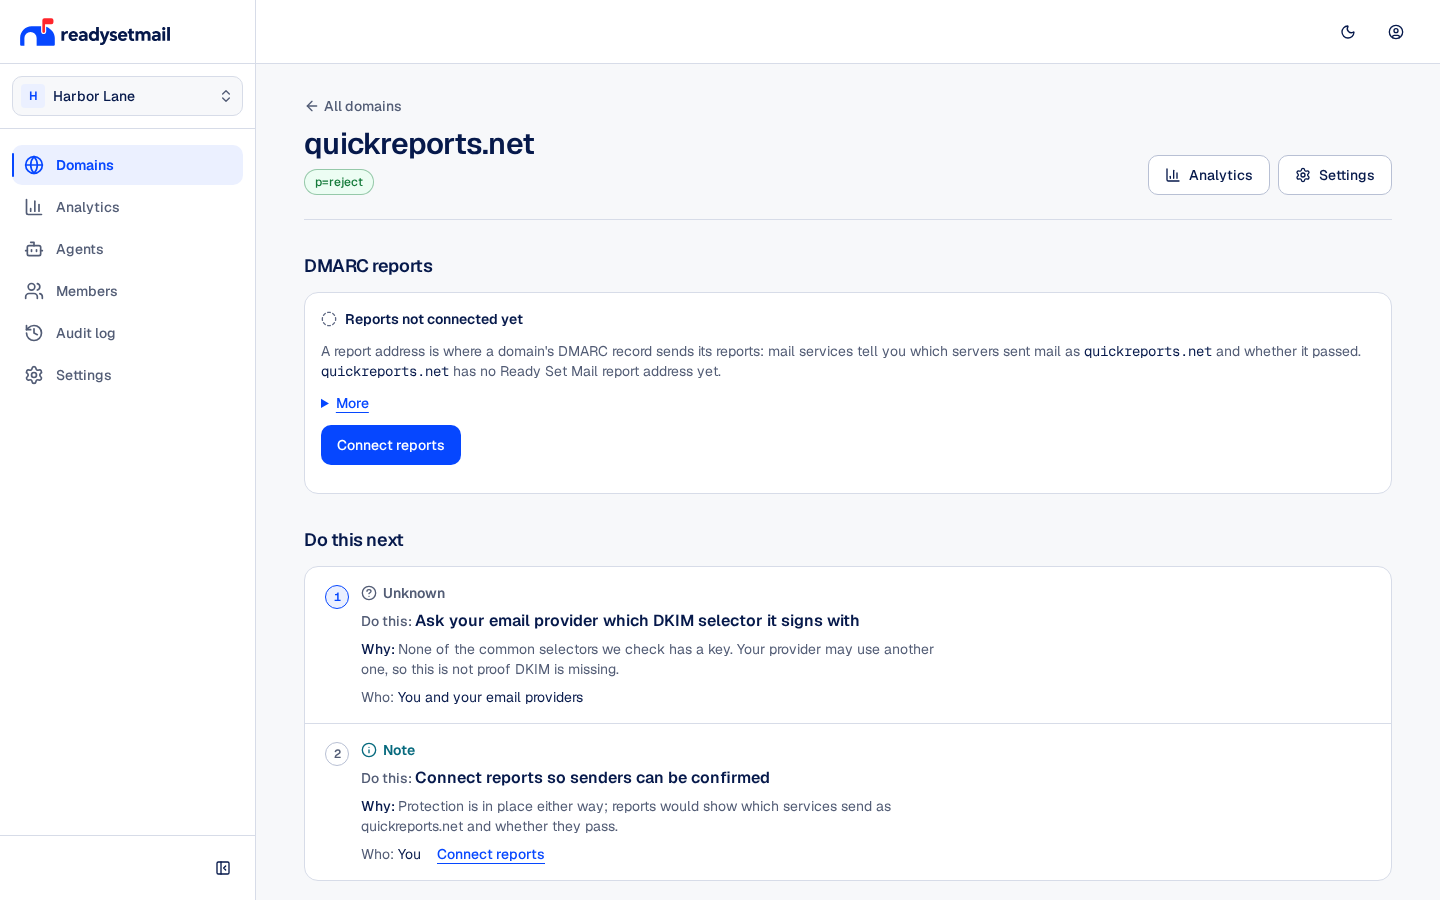 readysetmail
H Harbor Lane
Domains
Analytics
Agents
Members
Audit log
Settings
All domains
quickreports.net
p=reject
Analytics
Settings
DMARC reports
Reports not connected yet
A report address is where a domain's DMARC record sends its reports: mail services tell you which servers sent mail as quickreports.net and whether it passed.
quickreports.net has no Ready Set Mail report address yet.
More
Connect reports
Do this next
1 Unknown
Do this: Ask your email provider which DKIM selector it signs with
Why: None of the common selectors we check has a key. Your provider may use another
one, so this is not proof DKIM is missing.
Who: You and your email providers
2 Note
Do this: Connect reports so senders can be confirmed
Why: Protection is in place either way; reports would show which services send as
quickreports.net and whether they pass.
Who: You Connect reports